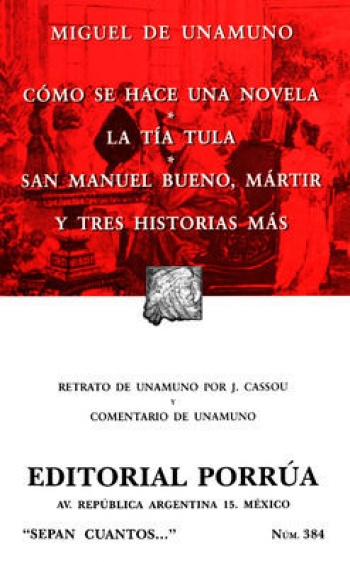 MIGUEL DE UNAMUNO
CÓMO SE HACE UNA NOVELA
*
LA TÍA TULA
*
SAN MANUEL BUENO, MÁRTIR
Y TRES HISTORIAS MÁS
RETRATO DE UNAMUNO POR J. CASSOU
Y
COMENTARIO DE UNAMUNO
EDITORIAL PORRÚA
AV. REPÚBLICA ARGENTINA 15. MÉXICO
"SEPAN CUANTOS..." NÚM. 384